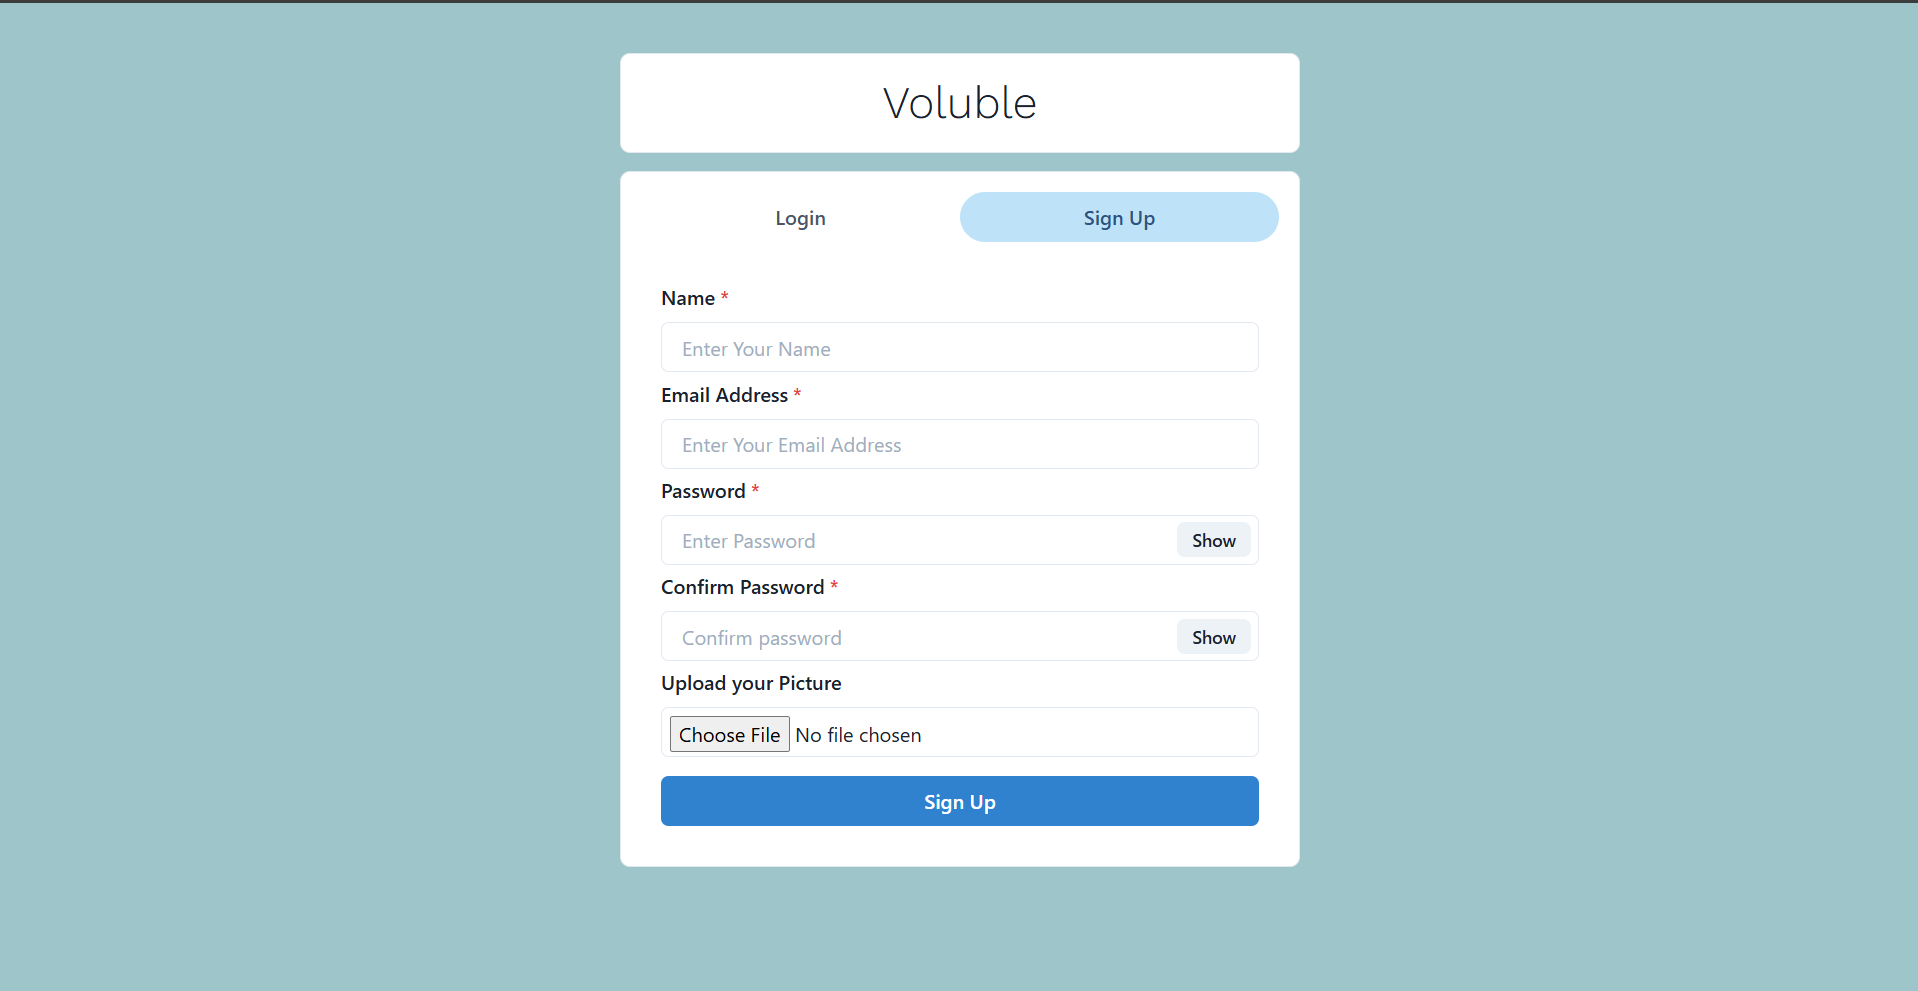 Voluble
Login Sign Up
Name *
Enter Your Name
Email Address *
Enter Your Email Address
Password *
Enter Password Show
Confirm Password *
Confirm password Show
Upload your Picture
Choose File No file chosen
Sign Up